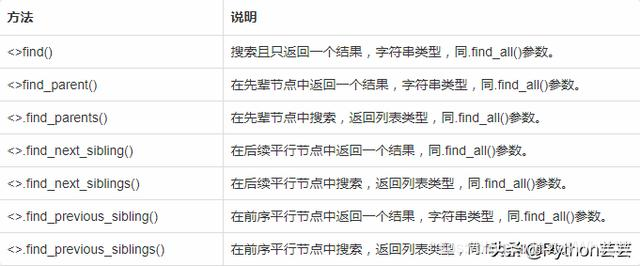 方法 说明
<>find() 搜索且只返回一个结果，字符串类型，同.find_all()参数。
<>find_parent() 在先辈节点中返回一个结果，字符串类型，同.find_all()参数。
<>.find_parents() 在先辈节点中搜索，返回列表类型，同.find_all()参数。
<>.find_next_sibling() 在后续平行节点中返回一个结果，同.find_all()参数。
<>.find_next_siblings() 在后续平行节点中搜索，返回列表类型，同.find_all()参数。
<>.find_previous_sibling() 在前序平行节点中返回一个结果，字符串类型，同.find_all()参数。
<>.find_previous_siblings() 在前序平行节点中搜索，返回列表类型，同.find_all()参数。
头条@Python芸芸